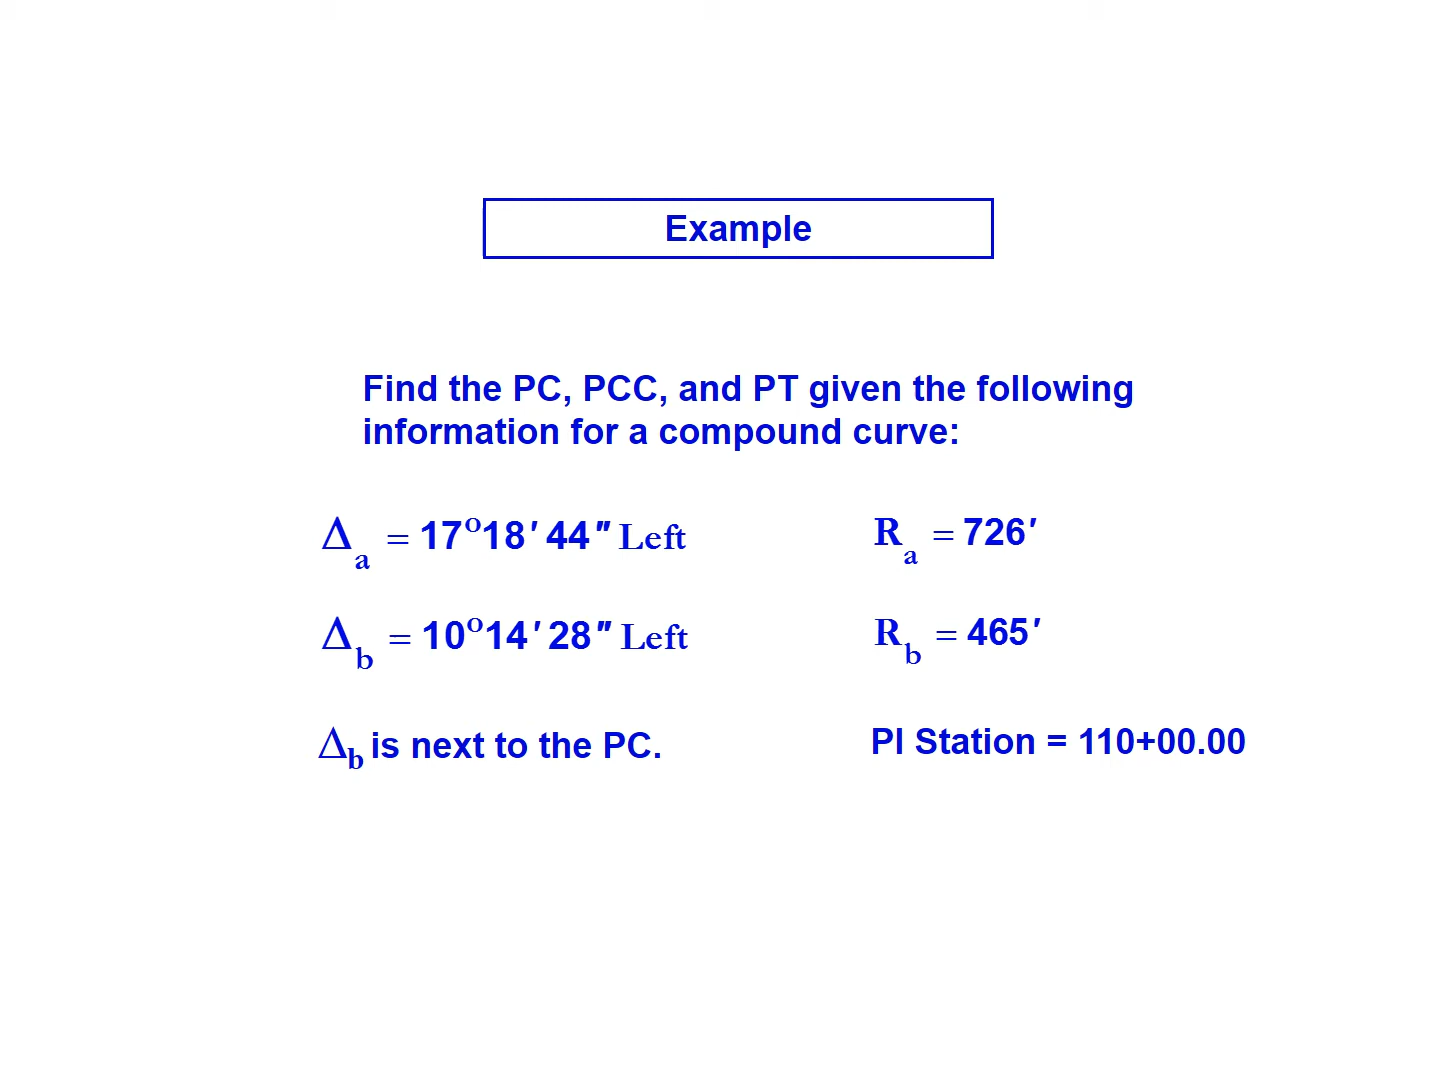 Example
Find the PC, PCC, and PT given the following
information for a compound curve:
Δa = 17°18′ 44″ Left
Ra = 726′
Δb = 10°14′ 28″ Left
Rb = 465′
Δb is next to the PC.
PI Station = 110+00.00